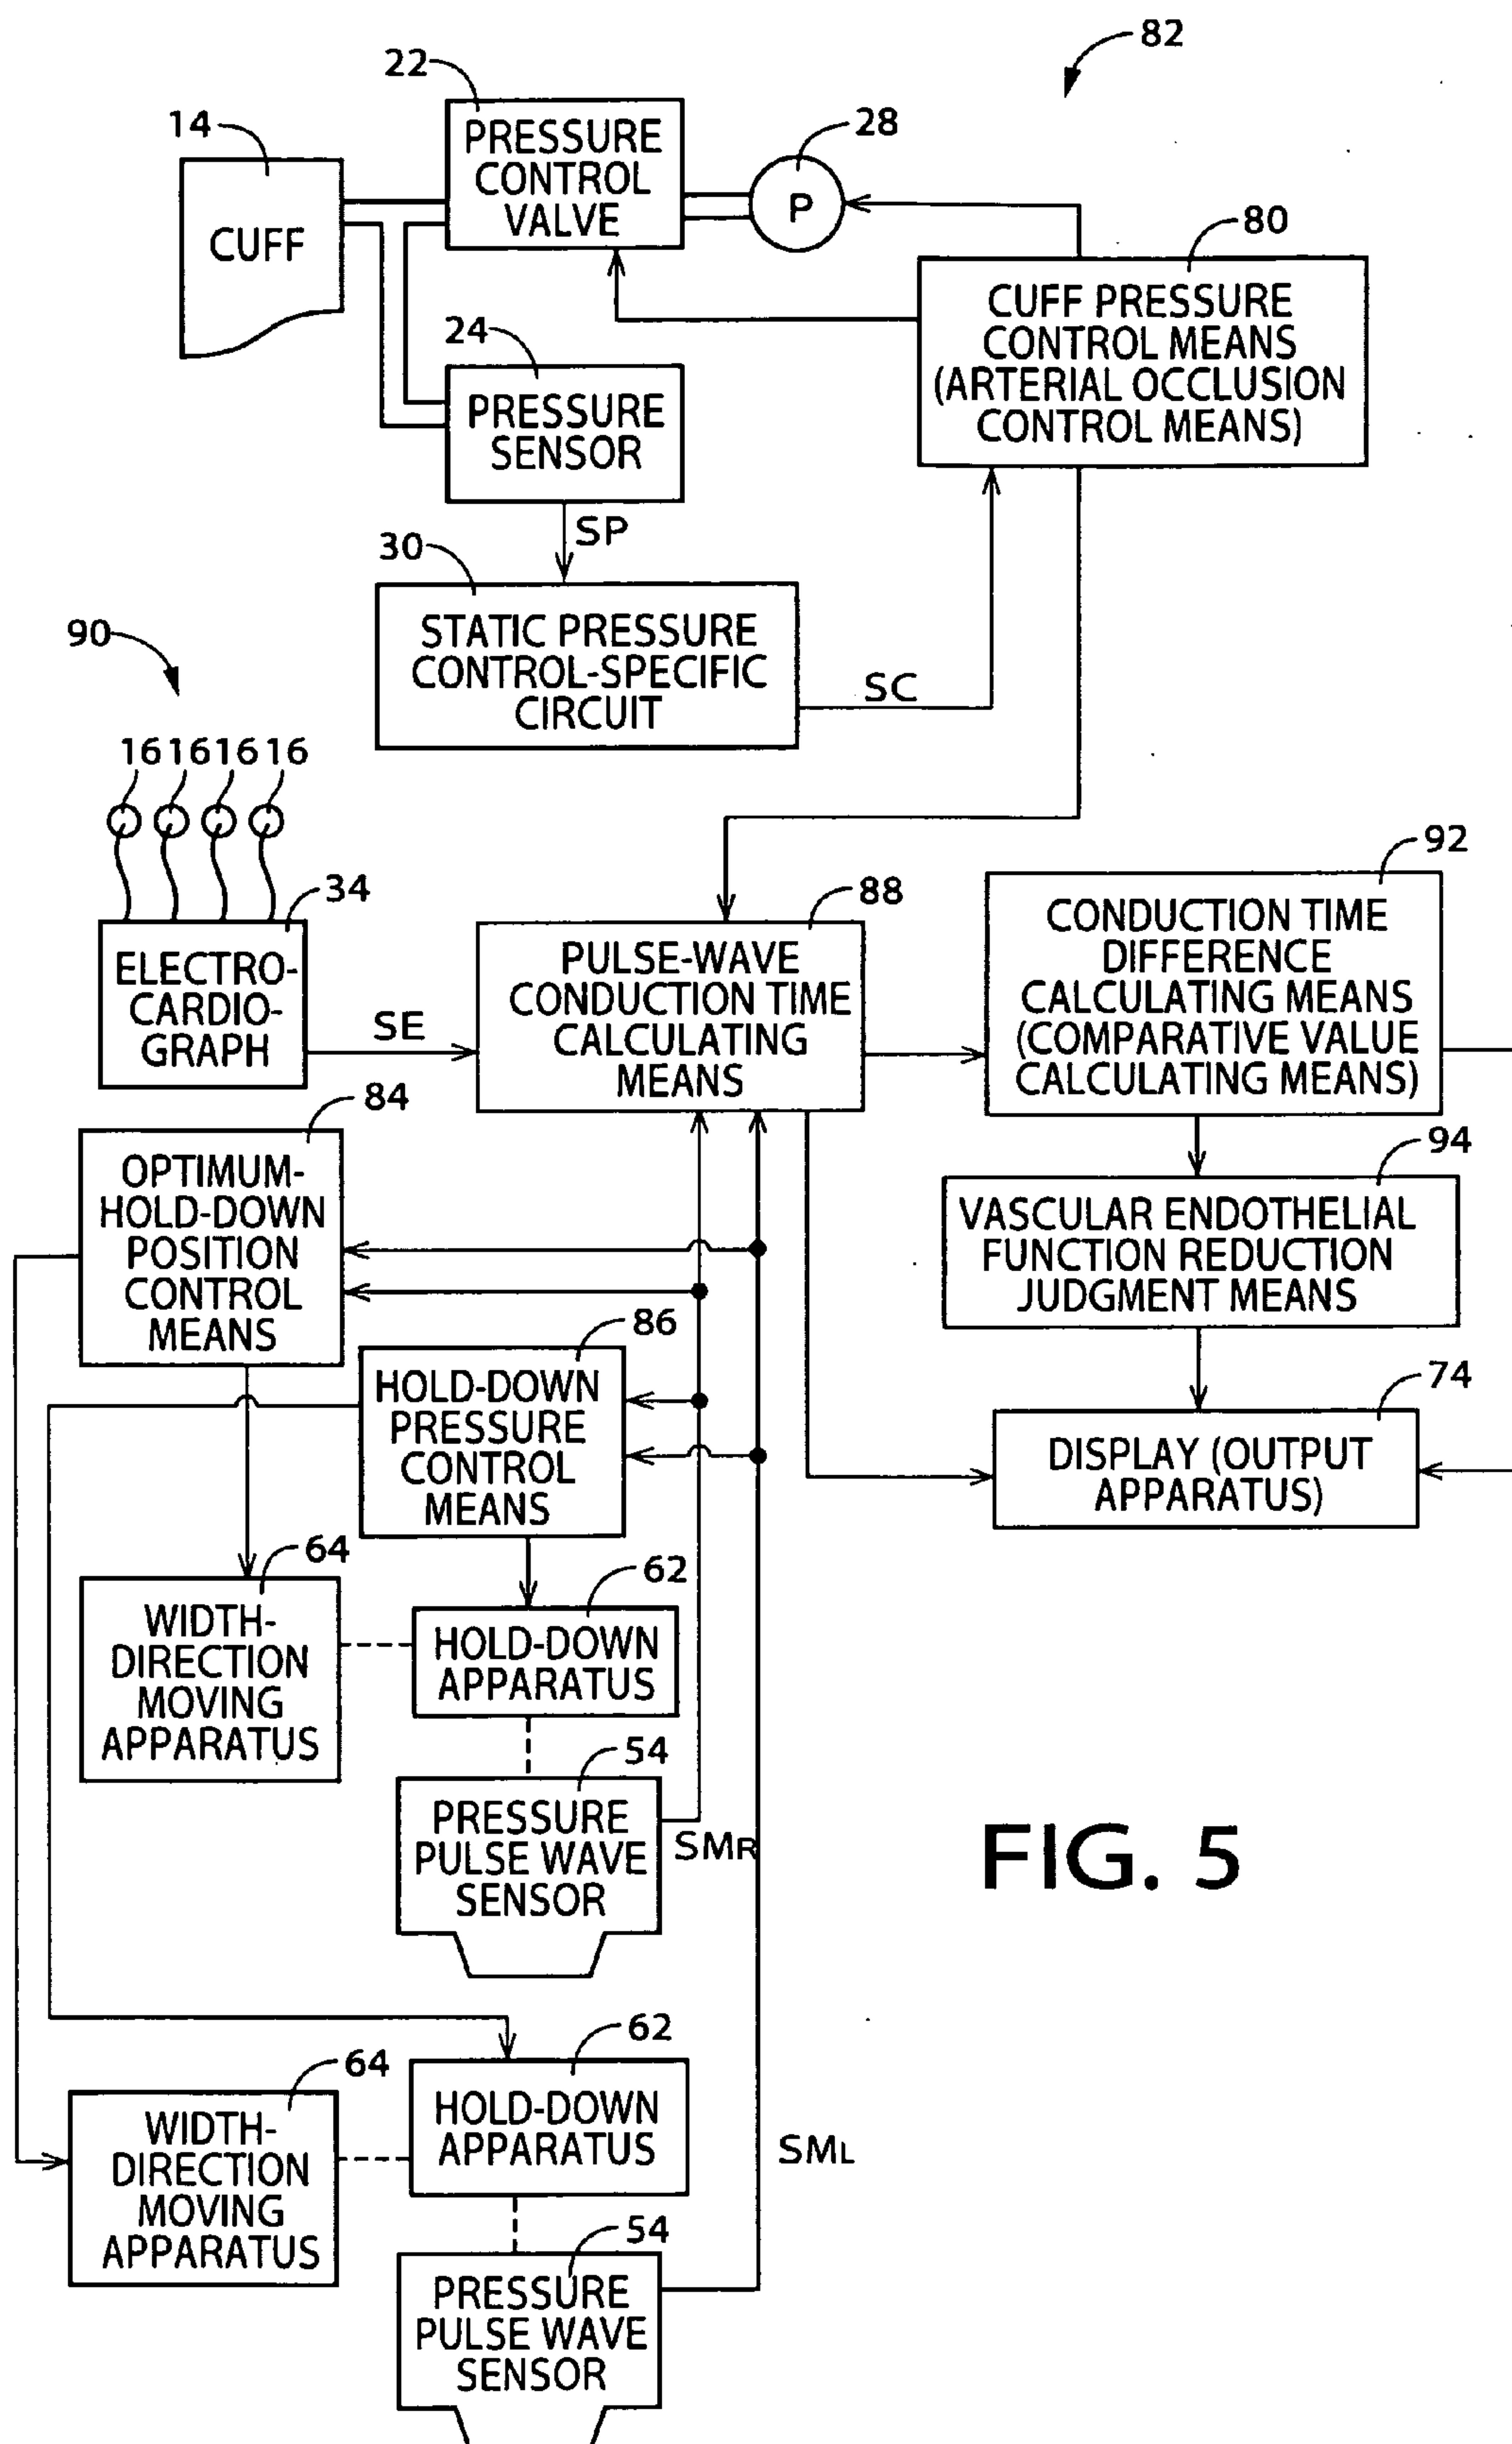 82
22
14
PRESSURE
CONTROL
VALVE
28
P
CUFF
80
CUFF PRESSURE
CONTROL MEANS
(ARTERIAL OCCLUSION
CONTROL MEANS)
24
PRESSURE
SENSOR
SP
30
STATIC PRESSURE
CONTROL-SPECIFIC
CIRCUIT
SC
90
16 16 16 16
34
ELECTRO-
CARDIO-
GRAPH
SE
88
PULSE-WAVE
CONDUCTION TIME
CALCULATING
MEANS
92
CONDUCTION TIME
DIFFERENCE
CALCULATING MEANS
(COMPARATIVE VALUE
CALCULATING MEANS)
84
OPTIMUM-
HOLD-DOWN
POSITION
CONTROL
MEANS
94
VASCULAR ENDOTHELIAL
FUNCTION REDUCTION
JUDGMENT MEANS
86
HOLD-DOWN
PRESSURE
CONTROL
MEANS
74
DISPLAY (OUTPUT
APPARATUS)
64
WIDTH-
DIRECTION
MOVING
APPARATUS
62
HOLD-DOWN
APPARATUS
54
PRESSURE
PULSE WAVE
SENSOR
SMR
FIG. 5
64
WIDTH-
DIRECTION
MOVING
APPARATUS
62
HOLD-DOWN
APPARATUS
SML
54
PRESSURE
PULSE WAVE
SENSOR